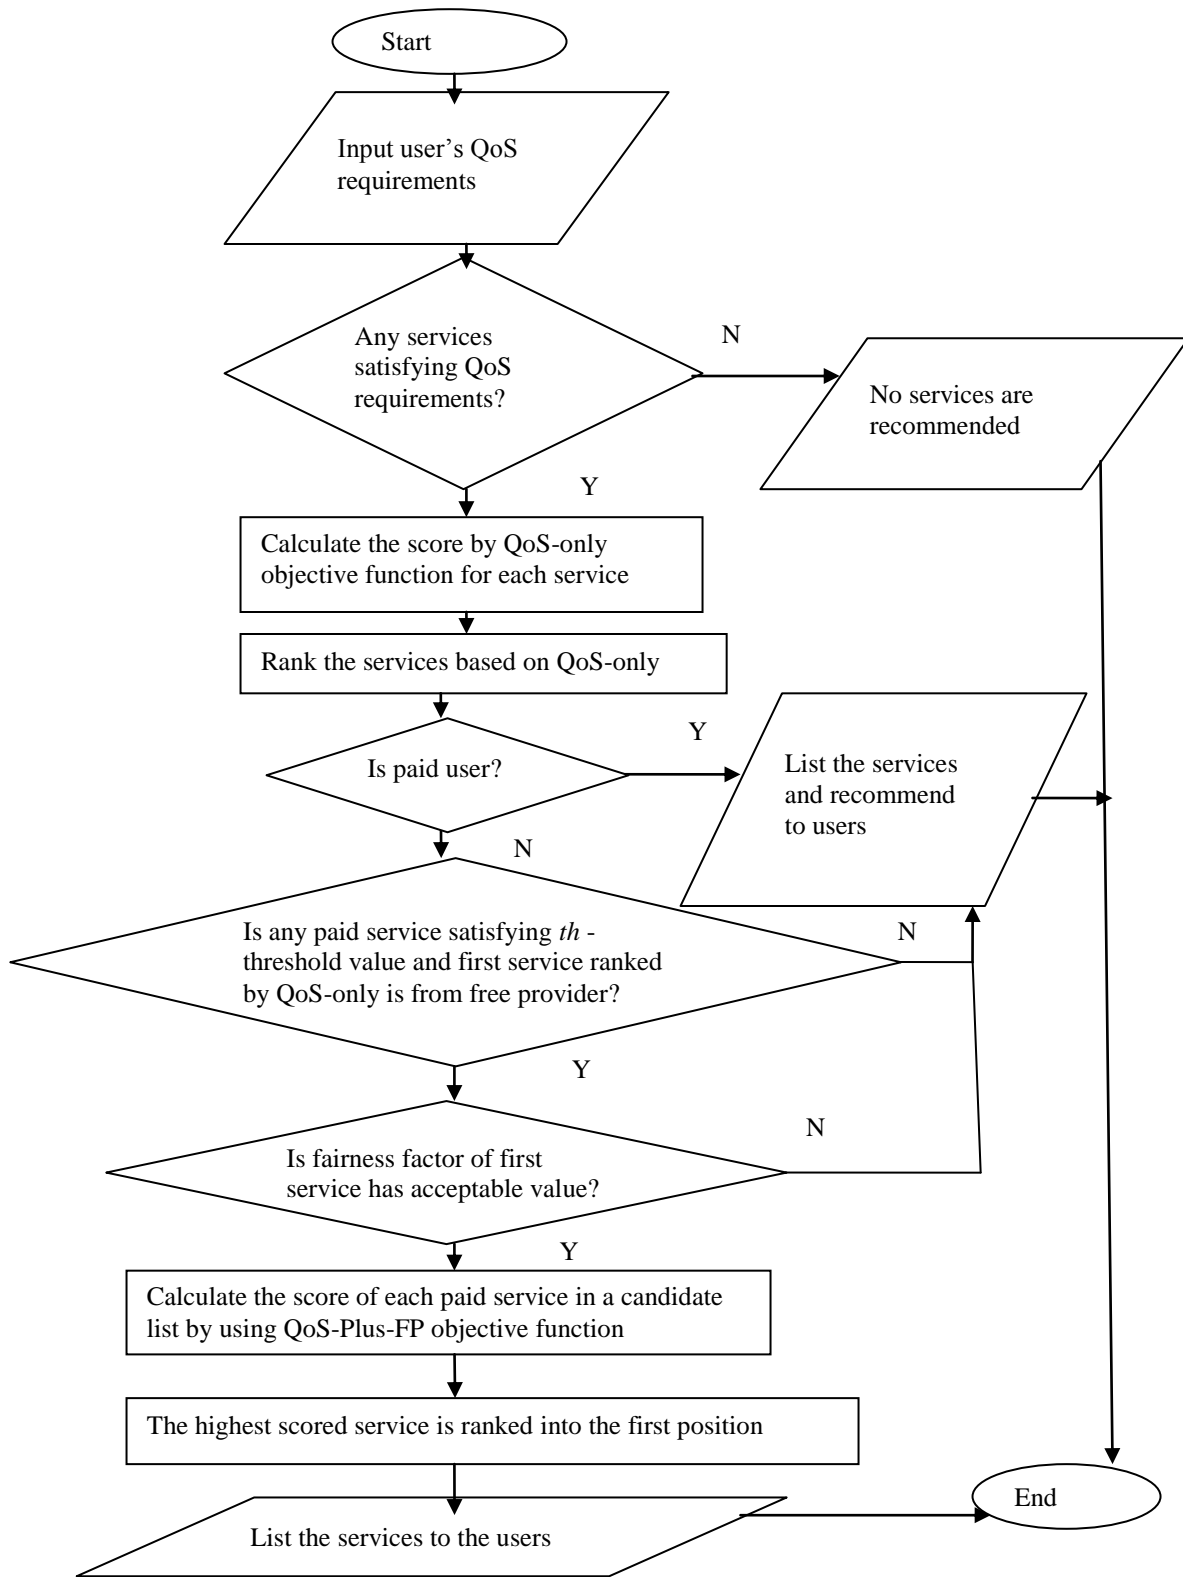 Start
Input user’s QoS
requirements
Any services
satisfying QoS
requirements?
N
No services are
recommended
Y
Calculate the score by QoS-only
objective function for each service
Rank the services based on QoS-only
Is paid user?
Y
List the services
and recommend
to users
N
Is any paid service satisfying th -
threshold value and first service ranked
by QoS-only is from free provider?
N
Y
Is fairness factor of first
service has acceptable value?
N
Y
Calculate the score of each paid service in a candidate
list by using QoS-Plus-FP objective function
The highest scored service is ranked into the first position
List the services to the users
End